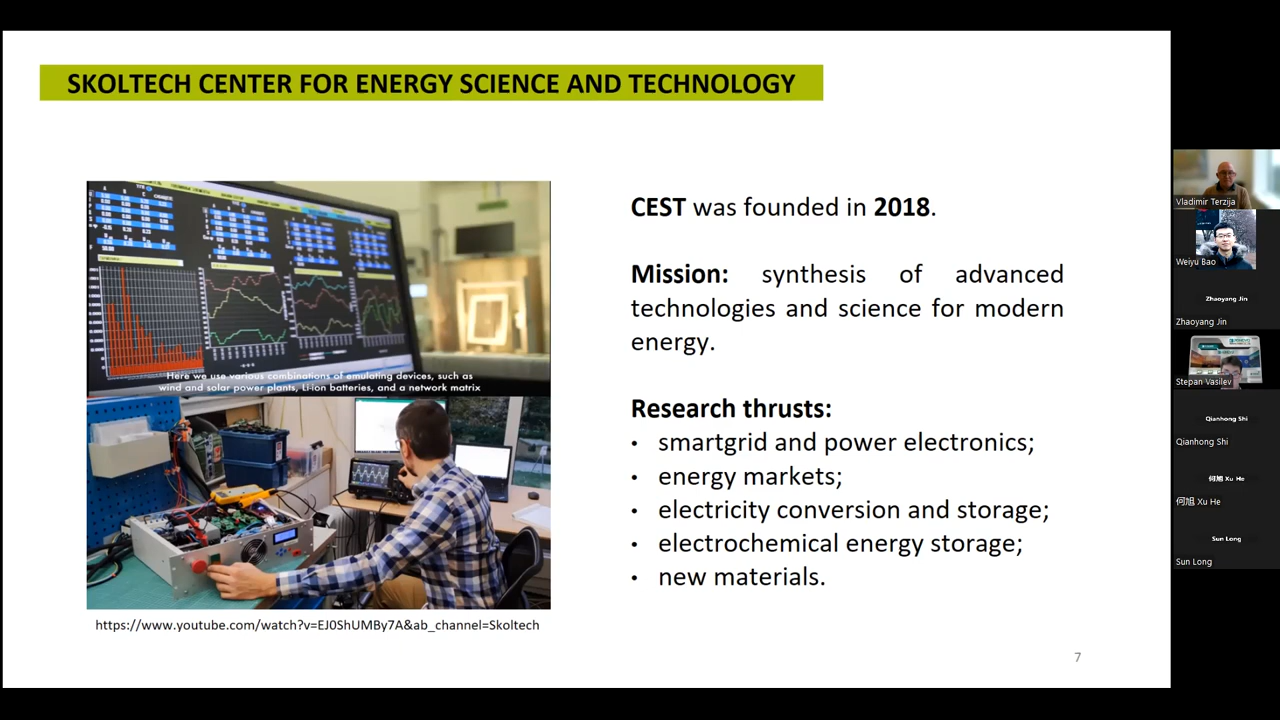 SKOLTECH CENTER FOR ENERGY SCIENCE AND TECHNOLOGY
Here we use various combinations of emulating devices, such as
wind and solar power plants, Li-ion batteries, and a network matrix
https://www.youtube.com/watch?v=EJ0ShUMBy7A&ab_channel=Skoltech
CEST was founded in 2018.
Mission: synthesis of advanced
technologies and science for modern
energy.
Research thrusts:
• smartgrid and power electronics;
• energy markets;
• electricity conversion and storage;
• electrochemical energy storage;
• new materials.
7
Vladimir Terzija
Weiyu Bao
Zhaoyang Jin
Zhaoyang Jin
Stepan Vasilev
Qianhong Shi
Qianhong Shi
何旭 Xu He
何旭 Xu He
Sun Long
Sun Long